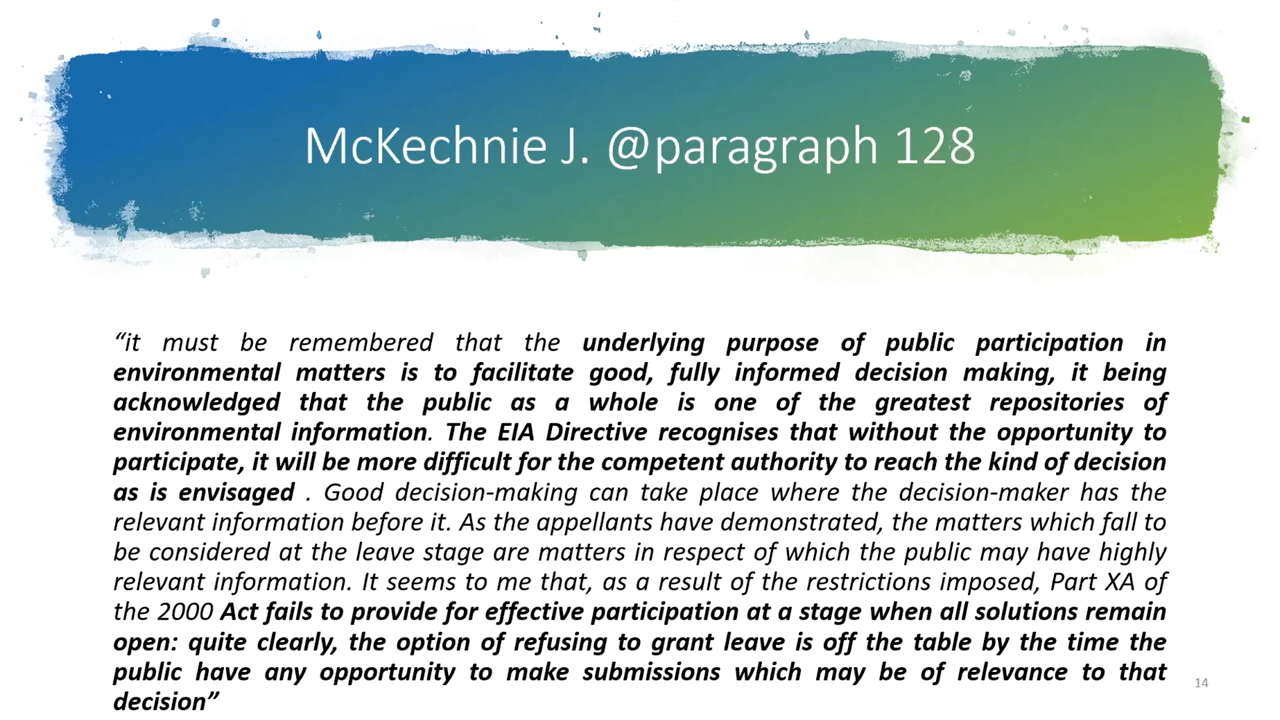 McKechnie J. @paragraph 128
“it must be remembered that the underlying purpose of public participation in
environmental matters is to facilitate good, fully informed decision making, it being
acknowledged that the public as a whole is one of the greatest repositories of
environmental information. The EIA Directive recognises that without the opportunity to
participate, it will be more difficult for the competent authority to reach the kind of decision
as is envisaged . Good decision-making can take place where the decision-maker has the
relevant information before it. As the appellants have demonstrated, the matters which fall to
be considered at the leave stage are matters in respect of which the public may have highly
relevant information. It seems to me that, as a result of the restrictions imposed, Part XA of
the 2000 Act fails to provide for effective participation at a stage when all solutions remain
open: quite clearly, the option of refusing to grant leave is off the table by the time the
public have any opportunity to make submissions which may be of relevance to that
decision”
14